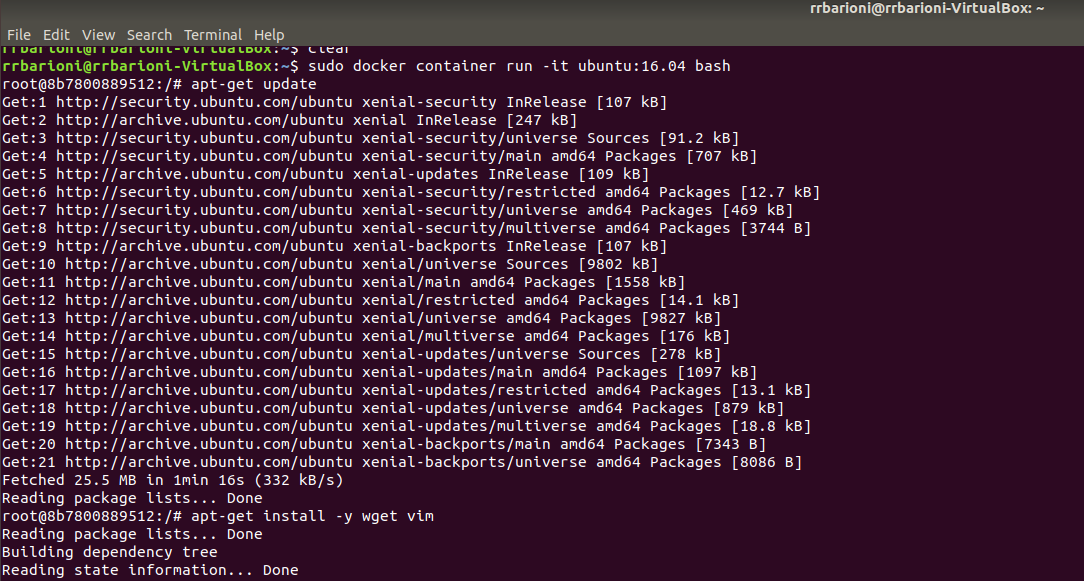 rrbarioni@rrbarioni-VirtualBox: ~
File Edit View Search Terminal Help
rrbarioni@rrbarioni-VirtualBox:~$ clear
rrbarioni@rrbarioni-VirtualBox:~$ sudo docker container run -it ubuntu:16.04 bash
root@8b7800889512:/# apt-get update
Get:1 http://security.ubuntu.com/ubuntu xenial-security InRelease [107 kB]
Get:2 http://archive.ubuntu.com/ubuntu xenial InRelease [247 kB]
Get:3 http://security.ubuntu.com/ubuntu xenial-security/universe Sources [91.2 kB]
Get:4 http://security.ubuntu.com/ubuntu xenial-security/main amd64 Packages [707 kB]
Get:5 http://archive.ubuntu.com/ubuntu xenial-updates InRelease [109 kB]
Get:6 http://security.ubuntu.com/ubuntu xenial-security/restricted amd64 Packages [12.7 kB]
Get:7 http://security.ubuntu.com/ubuntu xenial-security/universe amd64 Packages [469 kB]
Get:8 http://security.ubuntu.com/ubuntu xenial-security/multiverse amd64 Packages [3744 B]
Get:9 http://archive.ubuntu.com/ubuntu xenial-backports InRelease [107 kB]
Get:10 http://archive.ubuntu.com/ubuntu xenial/universe Sources [9802 kB]
Get:11 http://archive.ubuntu.com/ubuntu xenial/main amd64 Packages [1558 kB]
Get:12 http://archive.ubuntu.com/ubuntu xenial/restricted amd64 Packages [14.1 kB]
Get:13 http://archive.ubuntu.com/ubuntu xenial/universe amd64 Packages [9827 kB]
Get:14 http://archive.ubuntu.com/ubuntu xenial/multiverse amd64 Packages [176 kB]
Get:15 http://archive.ubuntu.com/ubuntu xenial-updates/universe Sources [278 kB]
Get:16 http://archive.ubuntu.com/ubuntu xenial-updates/main amd64 Packages [1097 kB]
Get:17 http://archive.ubuntu.com/ubuntu xenial-updates/restricted amd64 Packages [13.1 kB]
Get:18 http://archive.ubuntu.com/ubuntu xenial-updates/universe amd64 Packages [879 kB]
Get:19 http://archive.ubuntu.com/ubuntu xenial-updates/multiverse amd64 Packages [18.8 kB]
Get:20 http://archive.ubuntu.com/ubuntu xenial-backports/main amd64 Packages [7343 B]
Get:21 http://archive.ubuntu.com/ubuntu xenial-backports/universe amd64 Packages [8086 B]
Fetched 25.5 MB in 1min 16s (332 kB/s)
Reading package lists... Done
root@8b7800889512:/# apt-get install -y wget vim
Reading package lists... Done
Building dependency tree
Reading state information... Done